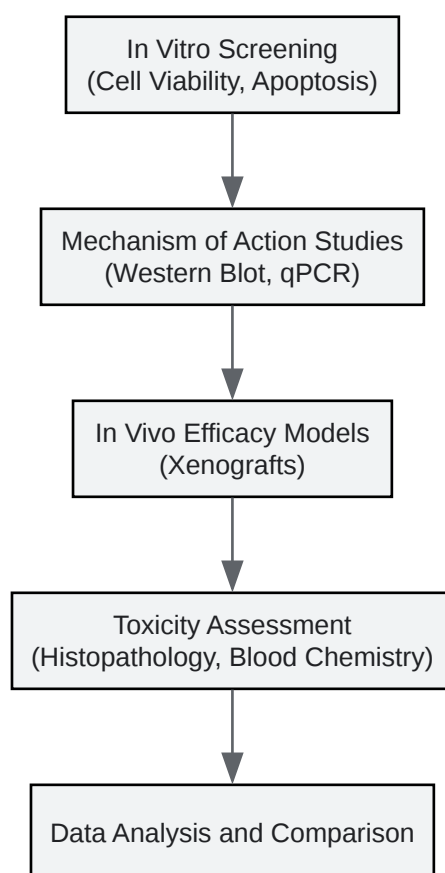 In Vitro Screening
(Cell Viability, Apoptosis)
Mechanism of Action Studies
(Western Blot, qPCR)
In Vivo Efficacy Models
(Xenografts)
Toxicity Assessment
(Histopathology, Blood Chemistry)
Data Analysis and Comparison